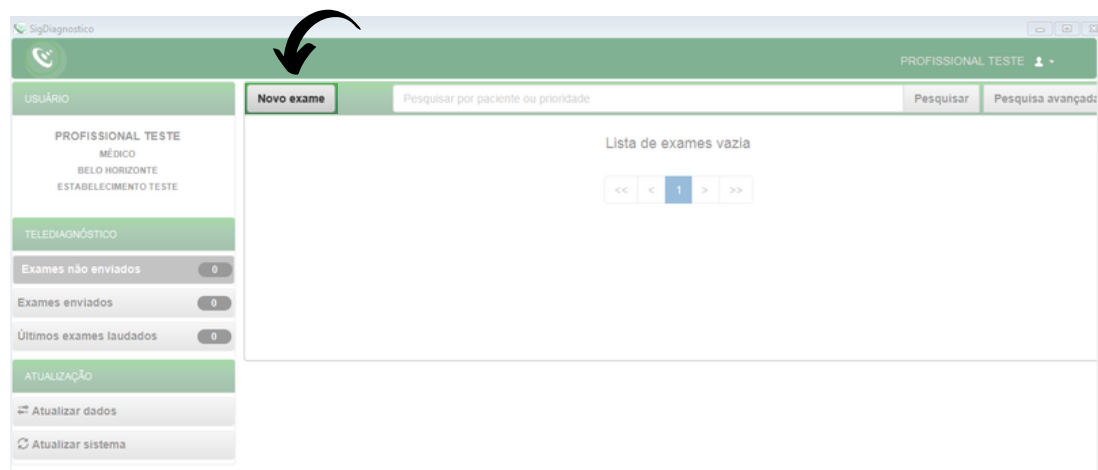 SigDiagnostico
PROFISSIONAL TESTE
USUÁRIO
PROFISSIONAL TESTE
MÉDICO
BELO HORIZONTE
ESTABELECIMENTO TESTE
TELEDIAGNÓSTICO
Exames não enviados 0
Exames enviados 0
Últimos exames laudados 0
ATUALIZAÇÃO
Atualizar dados
Atualizar sistema
Novo exame Pesquisar por paciente ou prioridade Pesquisar Pesquisa avançada
Lista de exames vazia
<< < 1 > >>